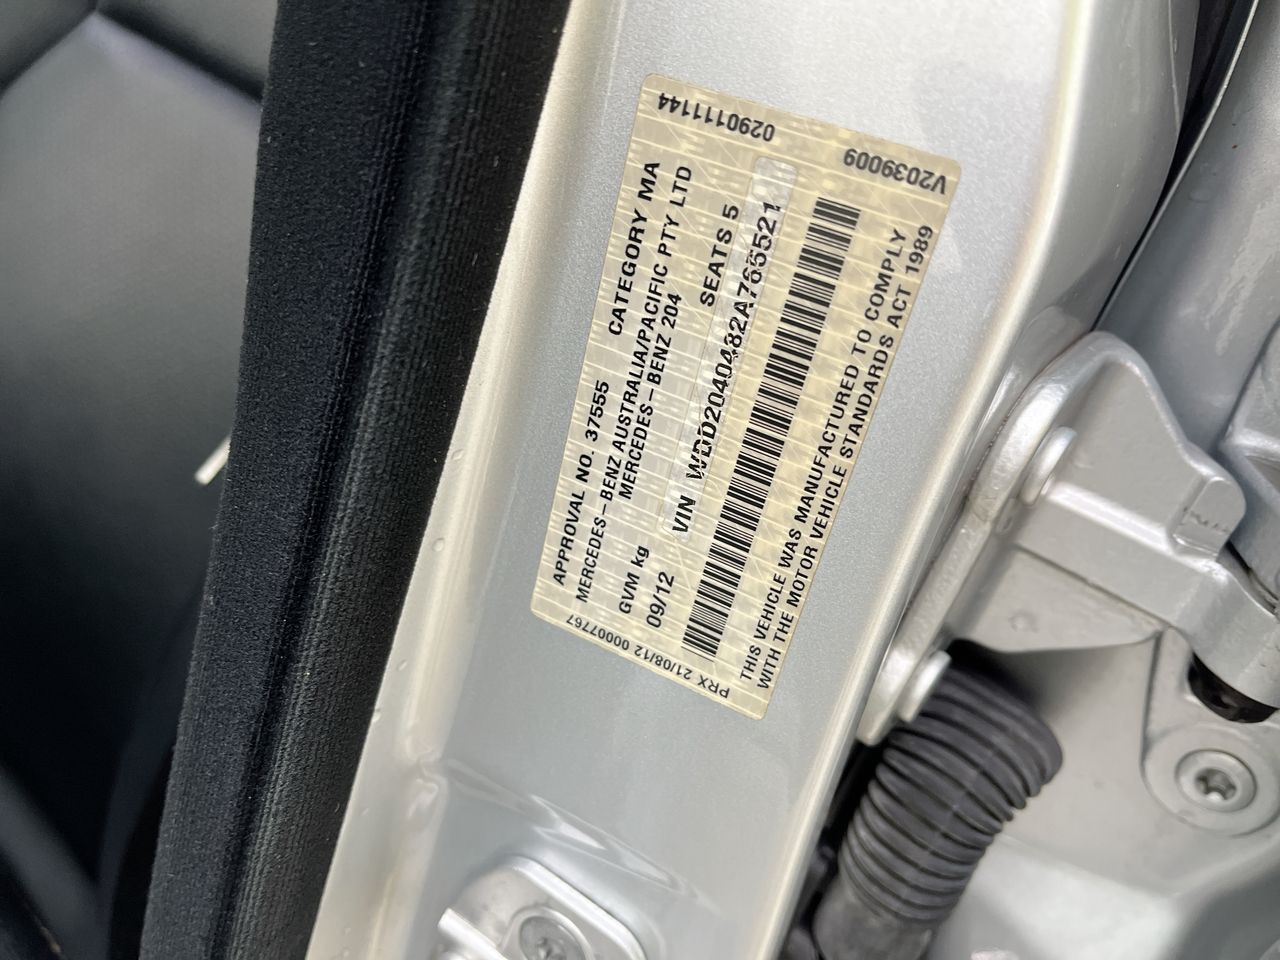 APPROVAL NO. 37555 CATEGORY MA
MERCEDES-BENZ AUSTRALIA/PACIFIC PTY LTD
MERCEDES-BENZ 204
GVM kg SEATS 5
09/12 VIN WDD2040482A765521
THIS VEHICLE WAS MANUFACTURED TO COMPLY
WITH THE MOTOR VEHICLE STANDARDS ACT 1989
PRX 21/08/12 00007767
0290111144
V2039009